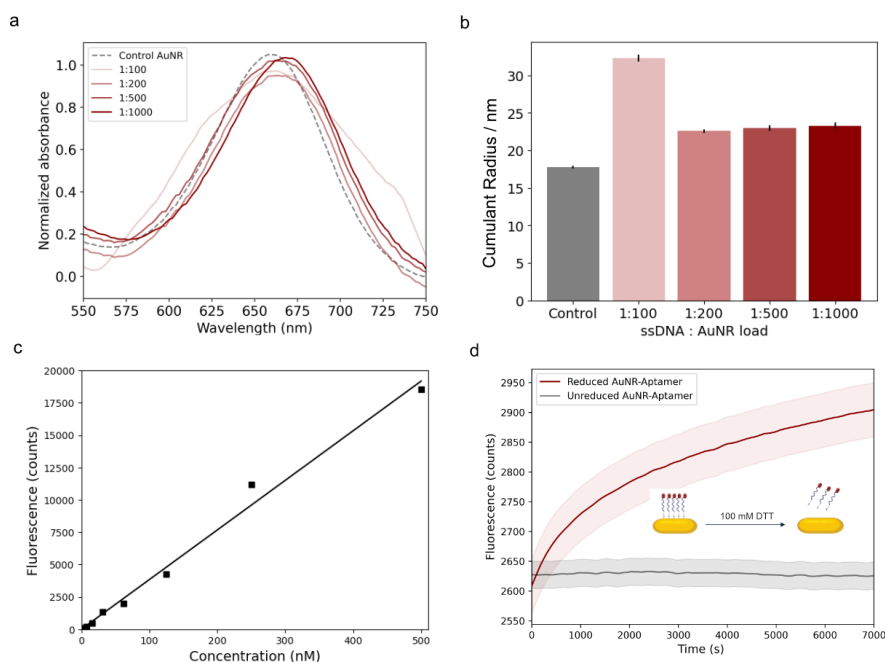 a
Normalized absorbance
1.0
0.8
0.6
0.4
0.2
0.0
Control AuNR
1:100
1:200
1:500
1:1000
550 575 600 625 650 675 700 725 750
Wavelength (nm)
b
Cumulant Radius / nm
30
25
20
15
10
5
0
Control 1:100 1:200 1:500 1:1000
ssDNA : AuNR load
c
Fluorescence (counts)
20000
17500
15000
12500
10000
7500
5000
2500
0
0 100 200 300 400 500
Concentration (nM)
d
Fluorescence (counts)
2950
2900
2850
2800
2750
2700
2650
2600
2550
Reduced AuNR-Aptamer
Unreduced AuNR-Aptamer
100 mM DTT
0 1000 2000 3000 4000 5000 6000 7000
Time (s)